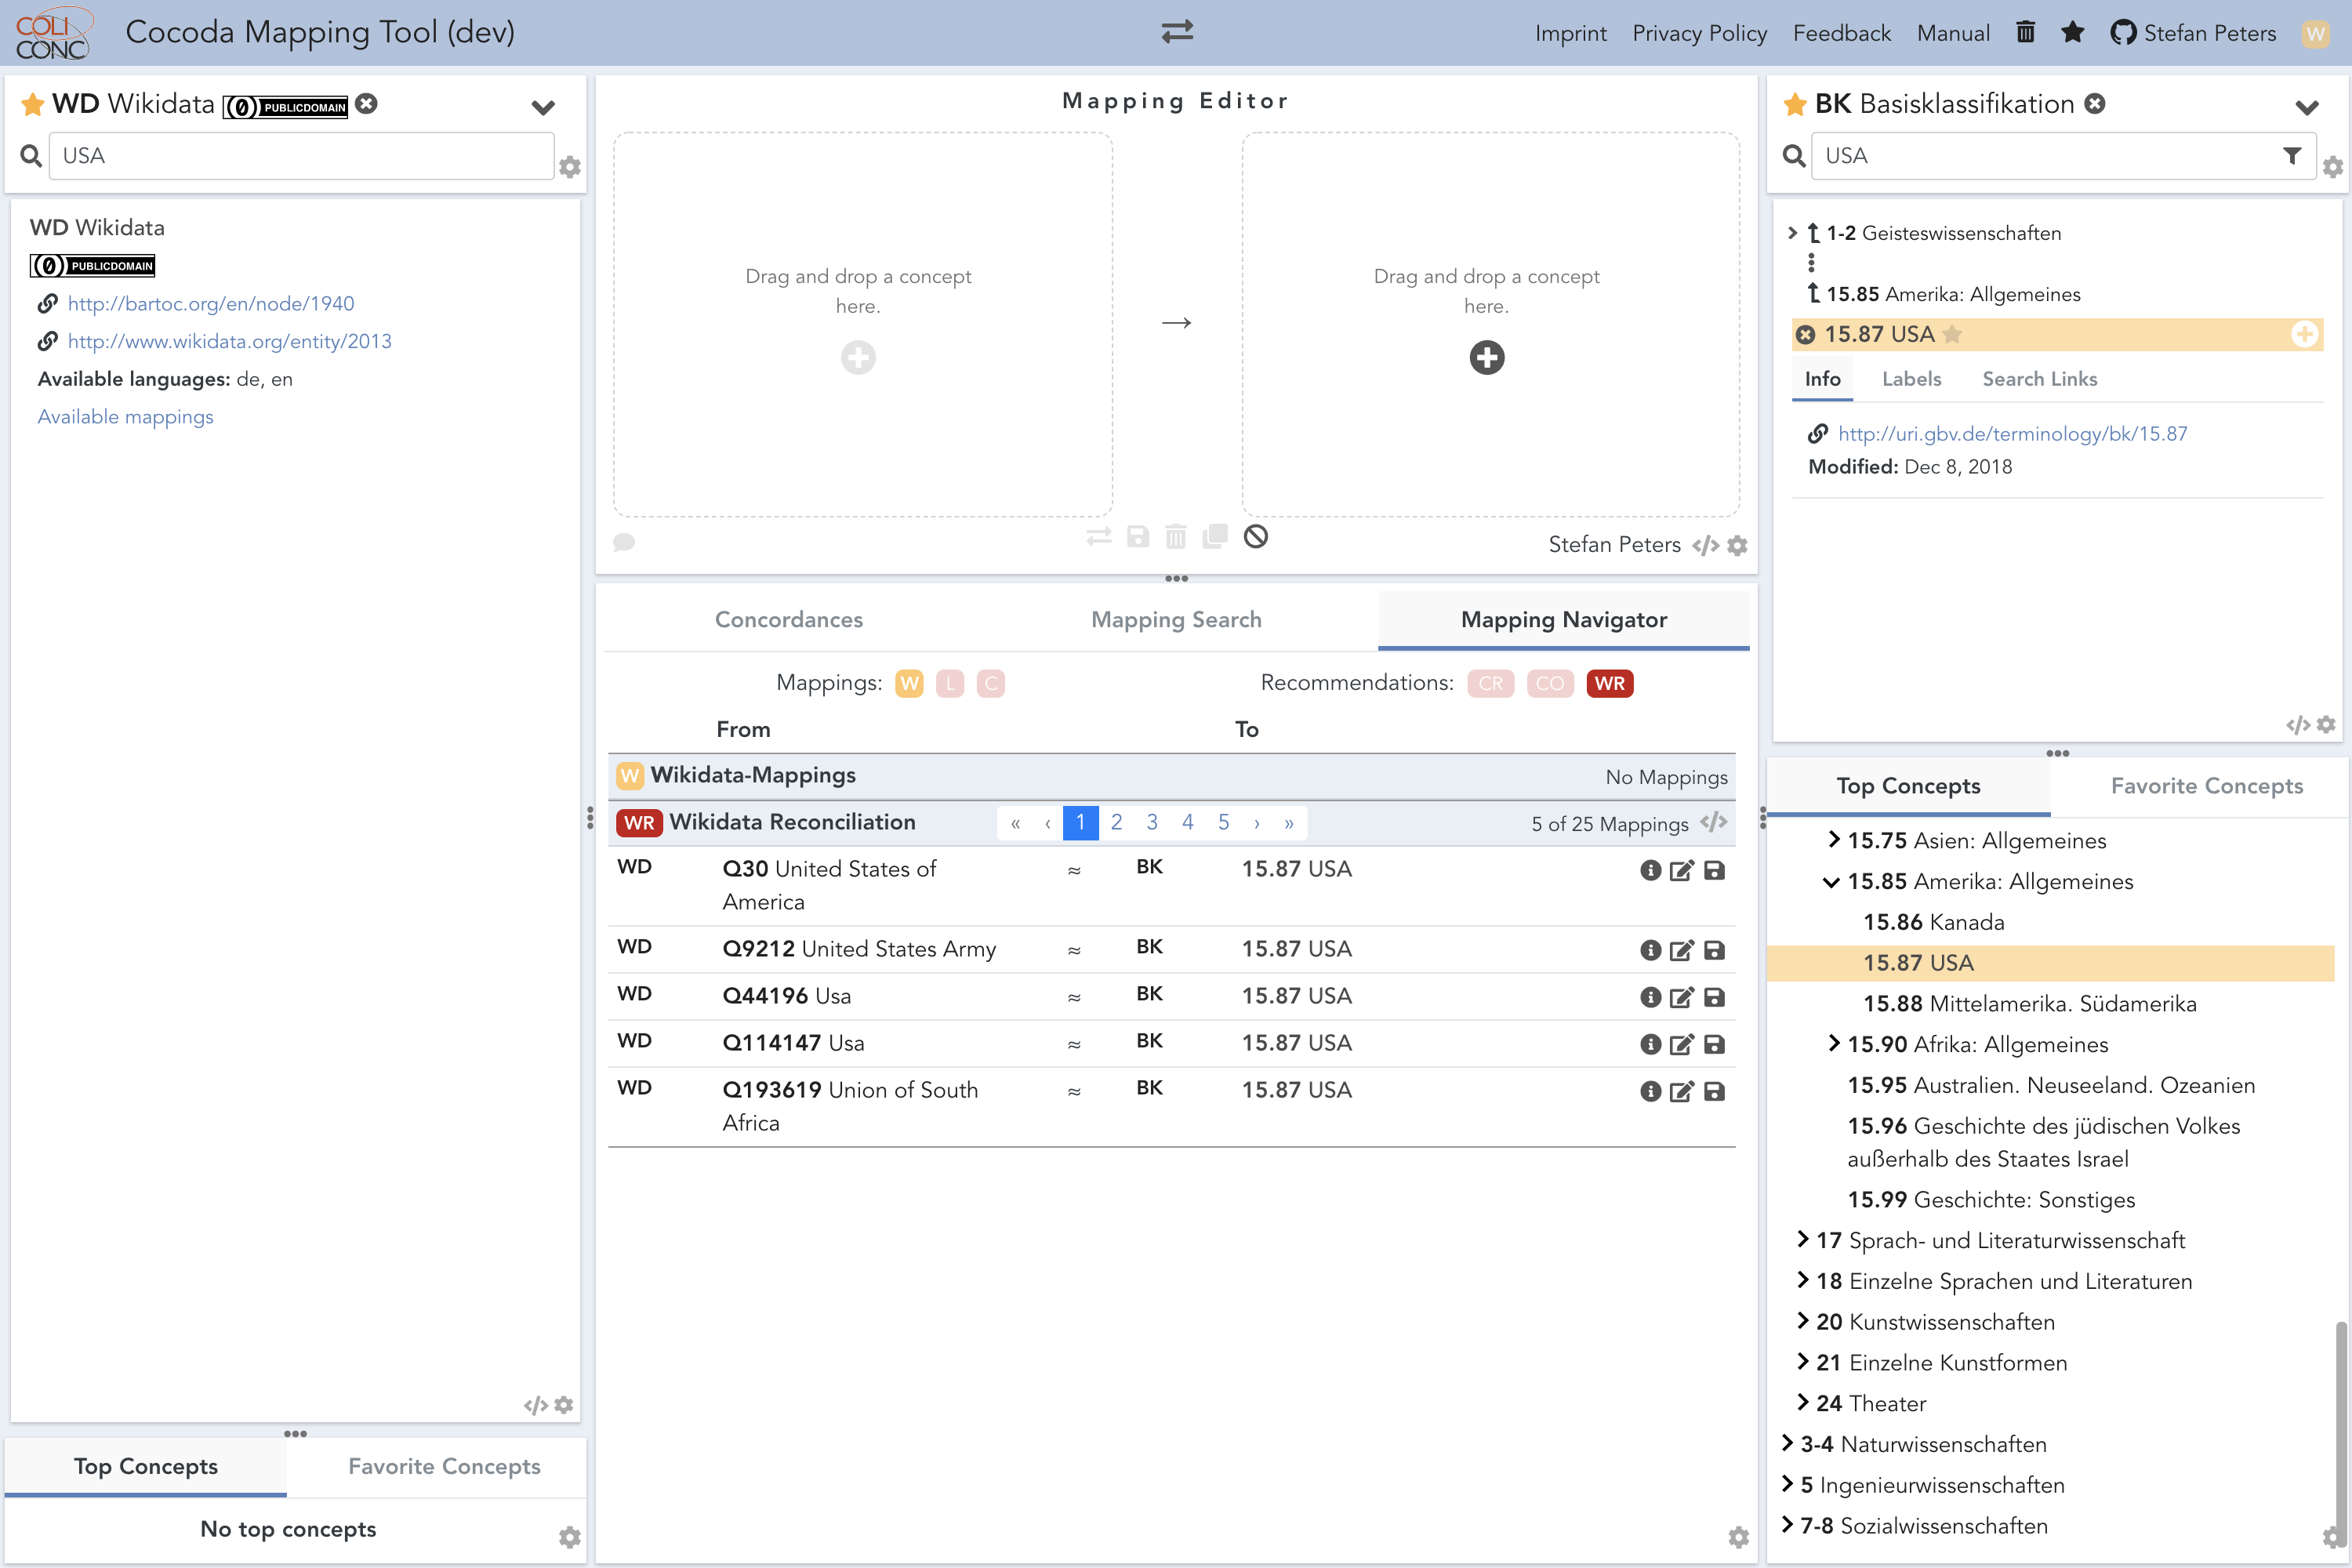 COLI
CONC
Cocoda Mapping Tool (dev)
Imprint
Privacy Policy
Feedback
Manual
Stefan Peters
W
WD Wikidata
PUBLICDOMAIN
USA
WD Wikidata
PUBLICDOMAIN
http://bartoc.org/en/node/1940
http://www.wikidata.org/entity/2013
Available languages: de, en
Available mappings
</>
Top Concepts
Favorite Concepts
No top concepts
Mapping Editor
Drag and drop a concept
here.
→
Drag and drop a concept
here.
Stefan Peters </>
Concordances
Mapping Search
Mapping Navigator
Mappings: W L C
Recommendations: CR CO WR
From
To
W Wikidata-Mappings
No Mappings
WR Wikidata Reconciliation
« ‹ 1 2 3 4 5 › »
5 of 25 Mappings </>
WD Q30 United States of
America
≈ BK 15.87 USA
WD Q9212 United States Army ≈ BK 15.87 USA
WD Q44196 Usa ≈ BK 15.87 USA
WD Q114147 Usa ≈ BK 15.87 USA
WD Q193619 Union of South
Africa
≈ BK 15.87 USA
BK Basisklassifikation
USA
1-2 Geisteswissenschaften
15.85 Amerika: Allgemeines
15.87 USA
Info
Labels
Search Links
http://uri.gbv.de/terminology/bk/15.87
Modified: Dec 8, 2018
</>
Top Concepts
Favorite Concepts
15.75 Asien: Allgemeines
15.85 Amerika: Allgemeines
15.86 Kanada
15.87 USA
15.88 Mittelamerika. Südamerika
15.90 Afrika: Allgemeines
15.95 Australien. Neuseeland. Ozeanien
15.96 Geschichte des jüdischen Volkes
außerhalb des Staates Israel
15.99 Geschichte: Sonstiges
17 Sprach- und Literaturwissenschaft
18 Einzelne Sprachen und Literaturen
20 Kunstwissenschaften
21 Einzelne Kunstformen
24 Theater
3-4 Naturwissenschaften
5 Ingenieurwissenschaften
7-8 Sozialwissenschaften